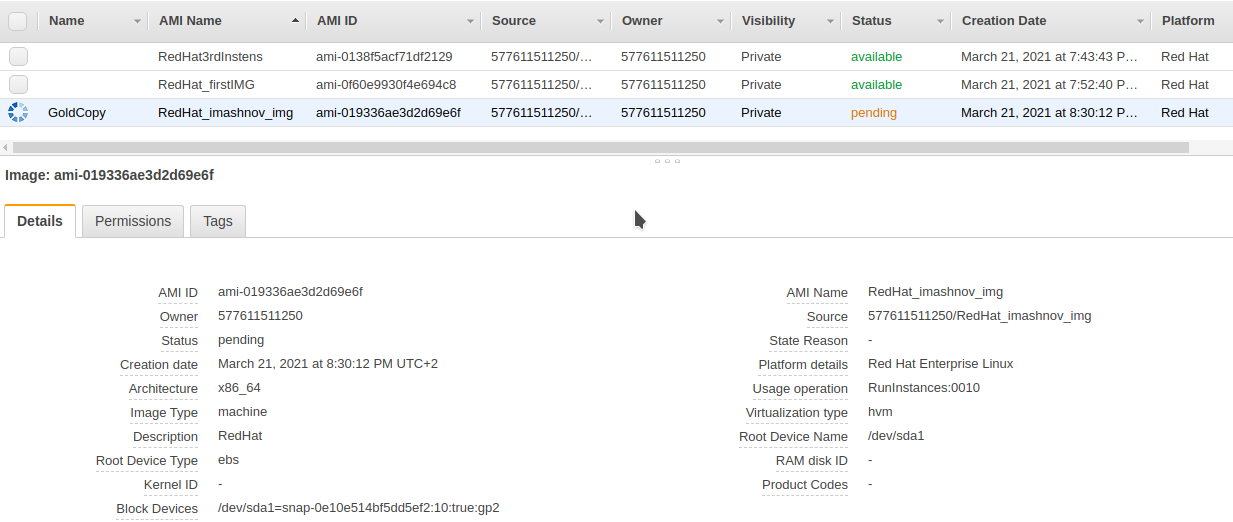 Name AMI Name AMI ID Source Owner Visibility Status Creation Date Platform
RedHat3rdInstens ami-0138f5acf71df2129 577611511250/… 577611511250 Private available March 21, 2021 at 7:43:43 P… Red Hat
RedHat_firstIMG ami-0f60e9930f4e694c8 577611511250/… 577611511250 Private available March 21, 2021 at 7:52:40 P… Red Hat
GoldCopy RedHat_imashnov_img ami-019336ae3d2d69e6f 577611511250/… 577611511250 Private pending March 21, 2021 at 8:30:12 P… Red Hat
Image: ami-019336ae3d2d69e6f
Details Permissions Tags
AMI ID ami-019336ae3d2d69e6f AMI Name RedHat_imashnov_img
Owner 577611511250 Source 577611511250/RedHat_imashnov_img
Status pending State Reason -
Creation date March 21, 2021 at 8:30:12 PM UTC+2 Platform details Red Hat Enterprise Linux
Architecture x86_64 Usage operation RunInstances:0010
Image Type machine Virtualization type hvm
Description RedHat Root Device Name /dev/sda1
Root Device Type ebs RAM disk ID -
Kernel ID - Product Codes -
Block Devices /dev/sda1=snap-0e10e514bf5dd5ef2:10:true:gp2